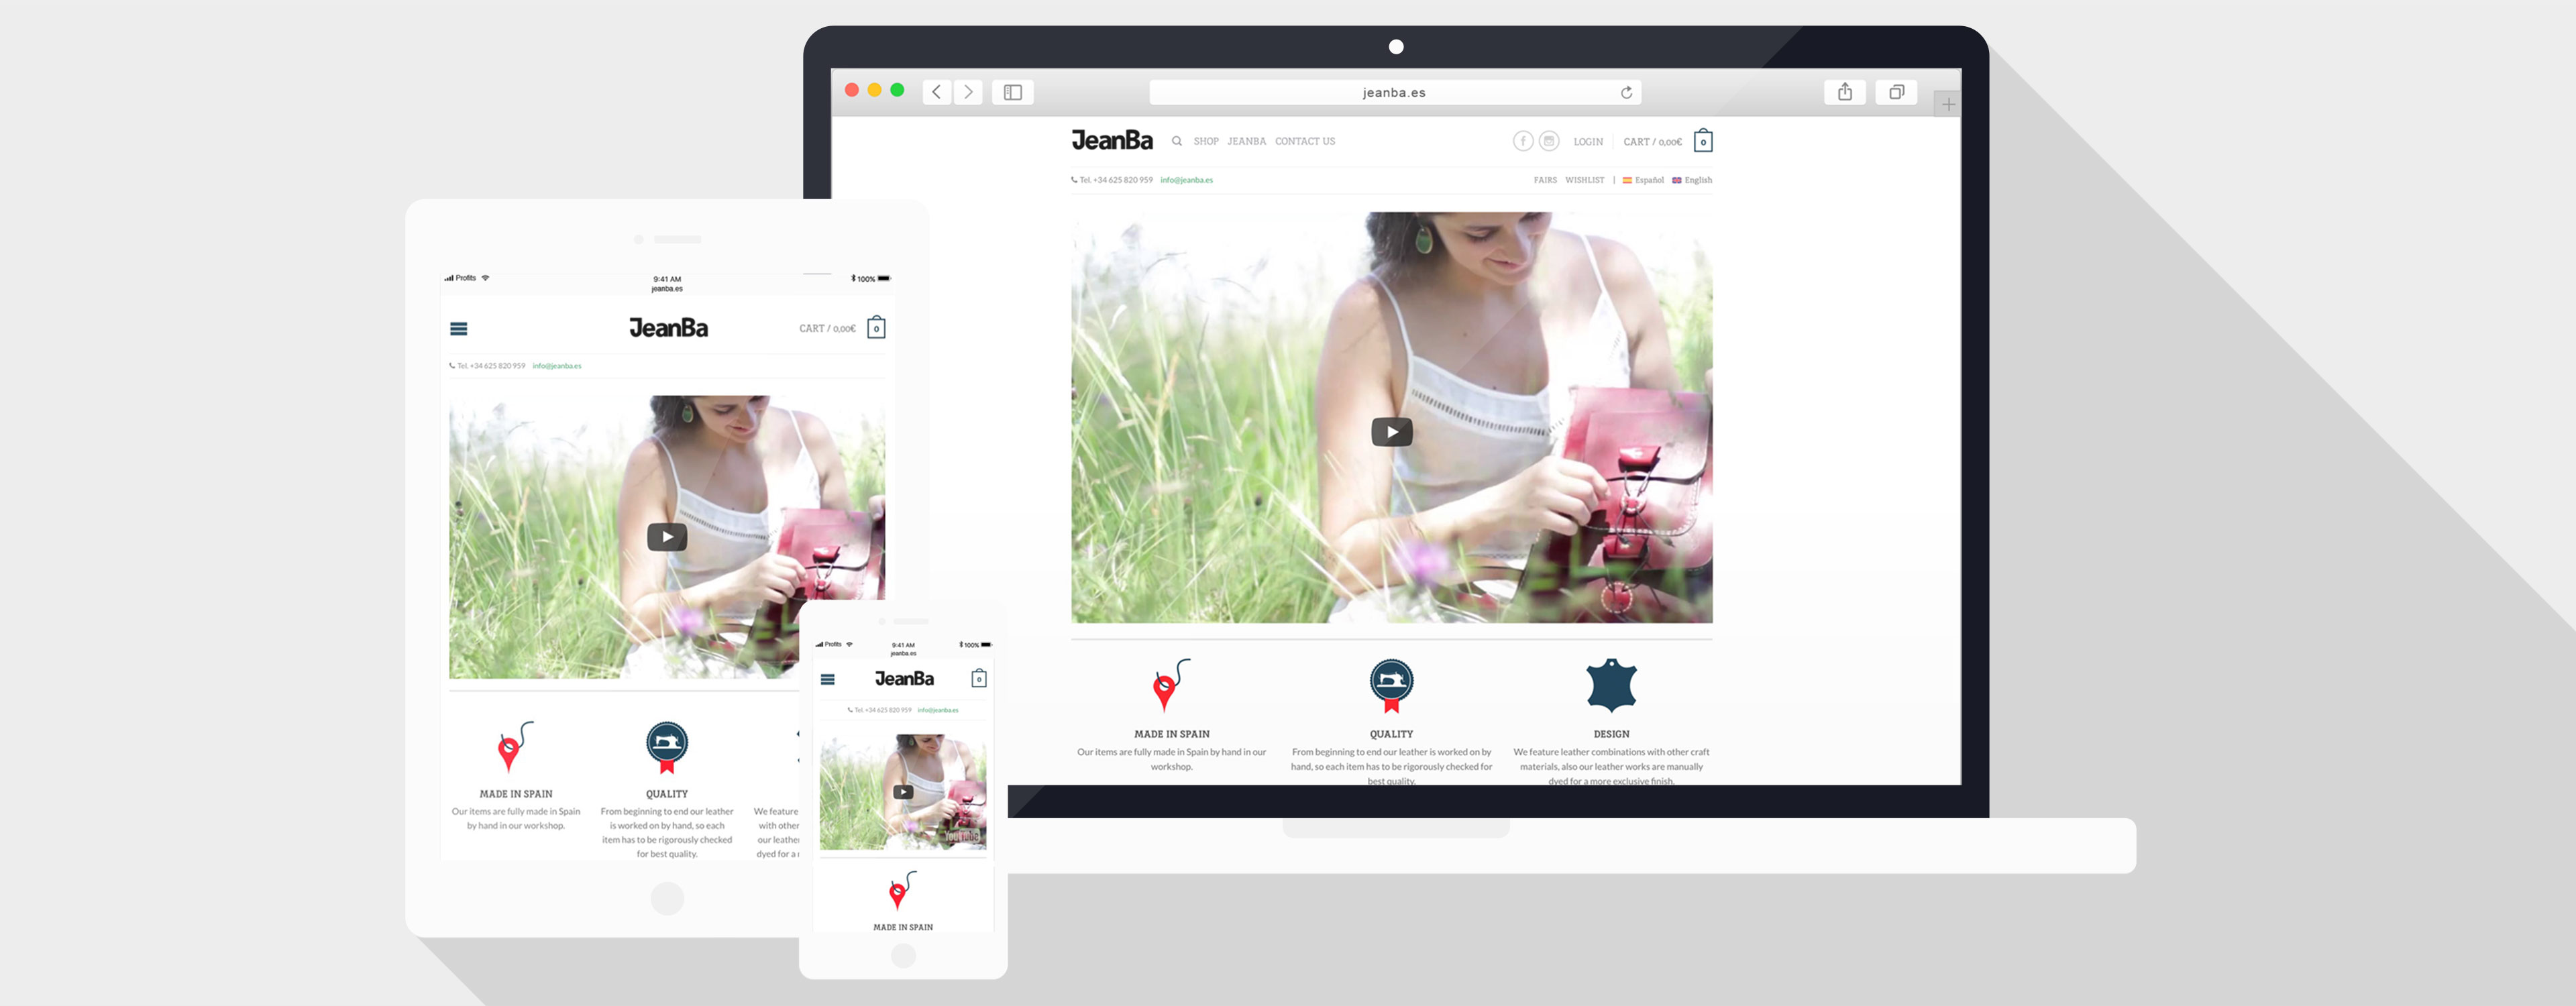 jeanba.es
JeanBa SHOP JEANBA CONTACT US LOGIN CART / 0,00€ 0
Tel. +34 625 820 959 info@jeanba.es FAIRS WISHLIST | Español English
MADE IN SPAIN
Our items are fully made in Spain by hand in our
workshop.
QUALITY
From beginning to end our leather is worked on by
hand, so each item has to be rigorously checked for
best quality.
DESIGN
We feature leather combinations with other craft
materials, also our leather works are manually
dyed for a more exclusive finish.
Profits 9:41 AM 100%
jeanba.es
JeanBa CART / 0,00€ 0
Tel. +34 625 820 959 info@jeanba.es
MADE IN SPAIN
Our items are fully made in Spain
by hand in our workshop.
QUALITY
From beginning to end our leather
is worked on by hand, so each
item has to be rigorously checked
for best quality.
We feature
with other
our leathe
dyed for a
Profits 9:41 AM 100%
jeanba.es
JeanBa 0
Tel. +34 625 820 959 info@jeanba.es
YouTube
MADE IN SPAIN